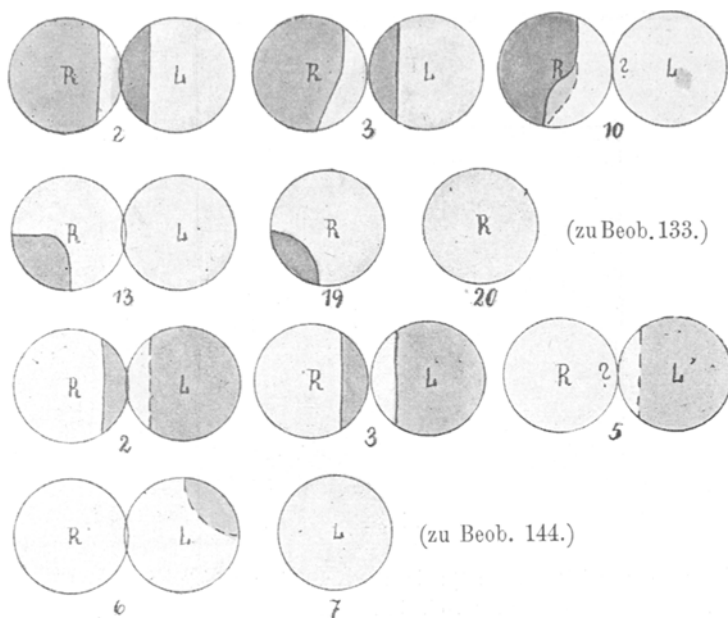 R L R L R ? L
2 3 10
R L R R (zu Beob. 133.)
13 19 20
R L R L R ? L'
2 3 5
R L L (zu Beob. 144.)
6 7